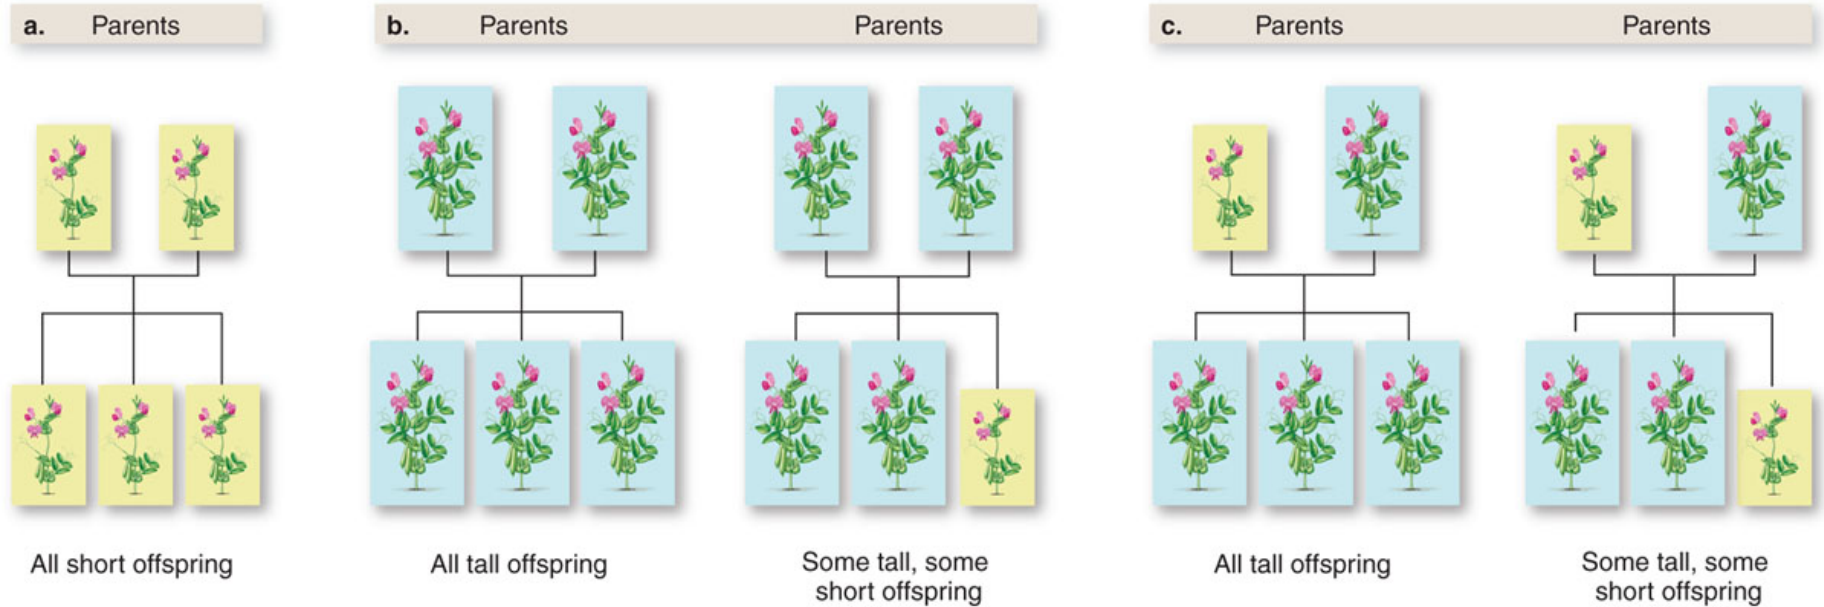 a. Parents
b. Parents Parents
c. Parents Parents
All short offspring
All tall offspring
Some tall, some
short offspring
All tall offspring
Some tall, some
short offspring